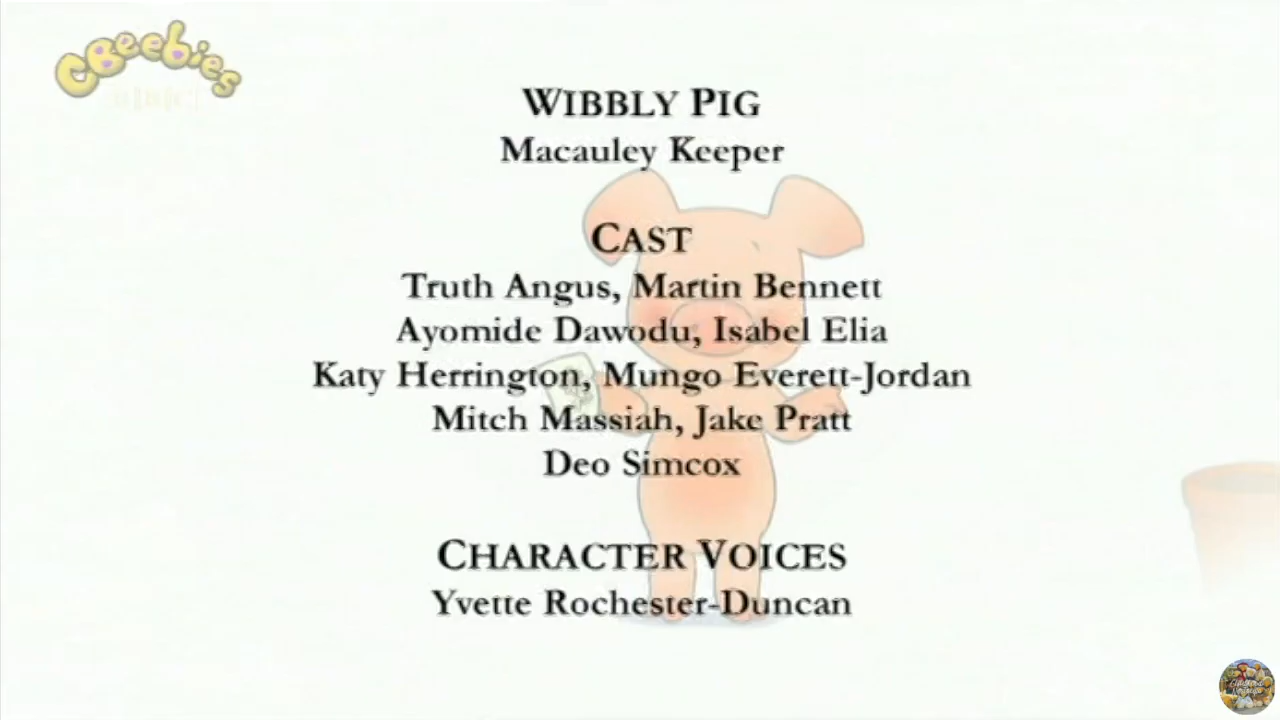 CBeebies
WIBBLY PIG
Macauley Keeper
CAST
Truth Angus, Martin Bennett
Ayomide Dawodu, Isabel Elia
Katy Herrington, Mungo Everett-Jordan
Mitch Massiah, Jake Pratt
Deo Simcox
CHARACTER VOICES
Yvette Rochester-Duncan